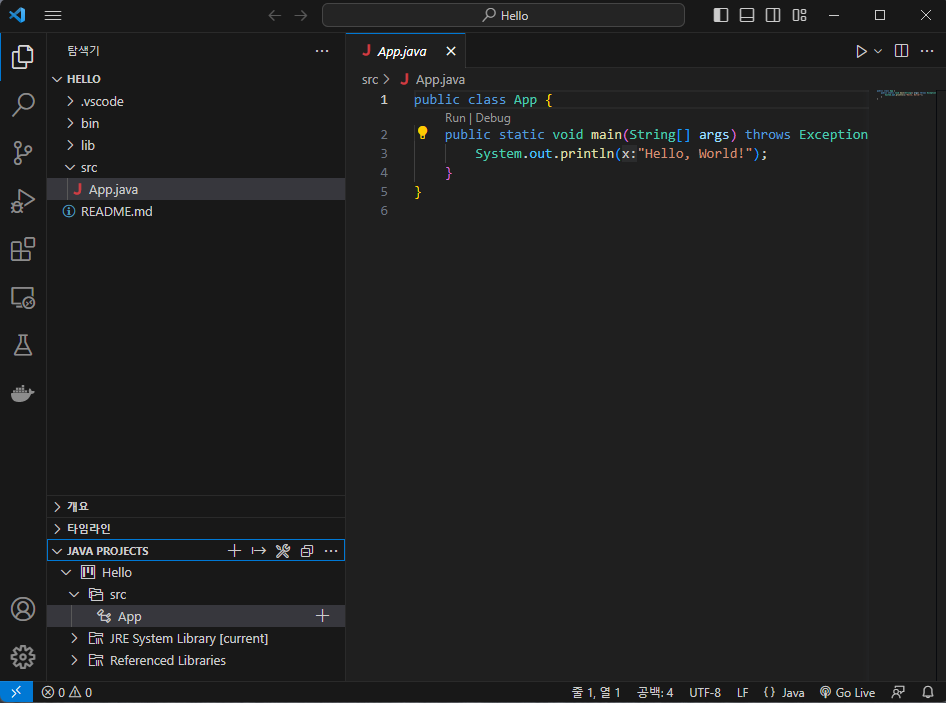 Hello
탐색기
HELLO
.vscode
bin
lib
src
App.java
README.md
개요
타임라인
JAVA PROJECTS
Hello
src
App
JRE System Library [current]
Referenced Libraries
App.java
src > App.java
1 public class App {
Run | Debug
2 public static void main(String[] args) throws Exception
3 System.out.println(x:"Hello, World!");
4 }
5 }
6
0 0
줄 1, 열 1 공백: 4 UTF-8 LF {} Java Go Live